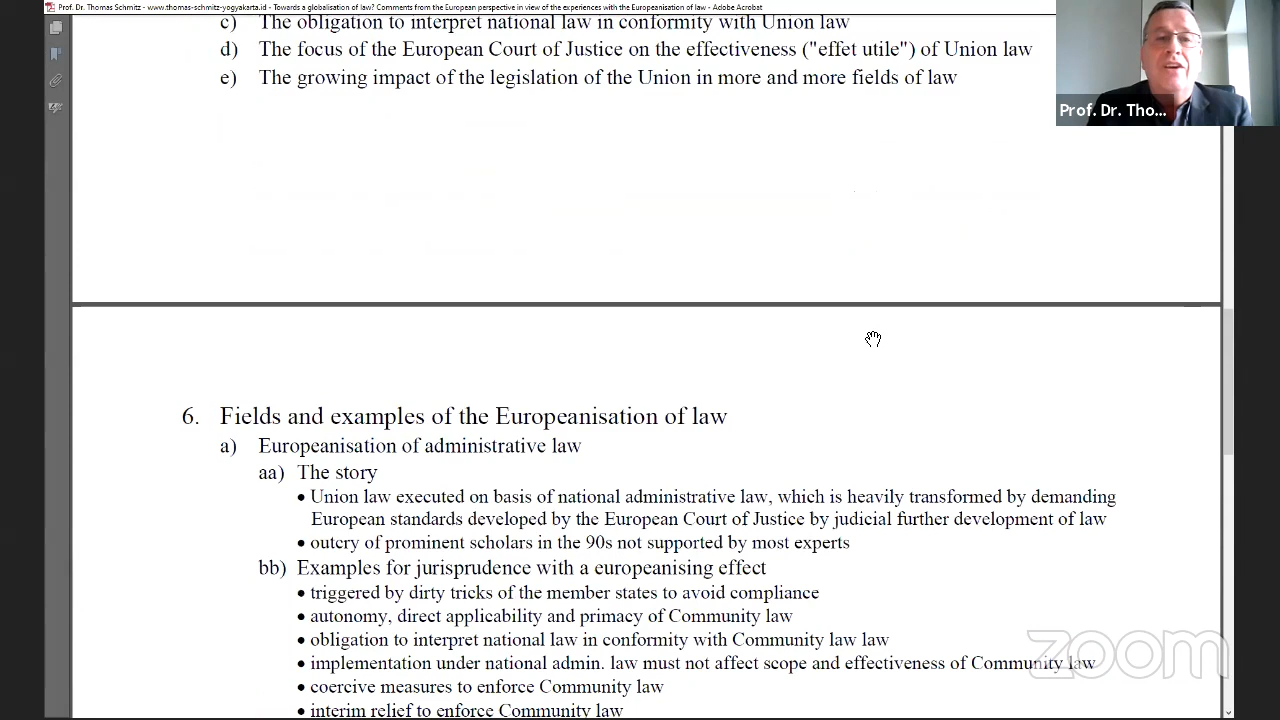 Prof. Dr. Thomas Schmitz - www.thomas-schmitz-yogyakarta.id - Towards a globalisation of law? Comments from the European perspective in view of the experiences with the Europeanisation of law - Adobe Acrobat
c) The obligation to interpret national law in conformity with Union law
d) The focus of the European Court of Justice on the effectiveness ("effet utile") of Union law
e) The growing impact of the legislation of the Union in more and more fields of law
Prof. Dr. Tho...
6. Fields and examples of the Europeanisation of law
a) Europeanisation of administrative law
aa) The story
• Union law executed on basis of national administrative law, which is heavily transformed by demanding
European standards developed by the European Court of Justice by judicial further development of law
• outcry of prominent scholars in the 90s not supported by most experts
bb) Examples for jurisprudence with a europeanising effect
• triggered by dirty tricks of the member states to avoid compliance
• autonomy, direct applicability and primacy of Community law
• obligation to interpret national law in conformity with Community law law
• implementation under national admin. law must not affect scope and effectiveness of Community law
• coercive measures to enforce Community law
• interim relief to enforce Community law
zoom